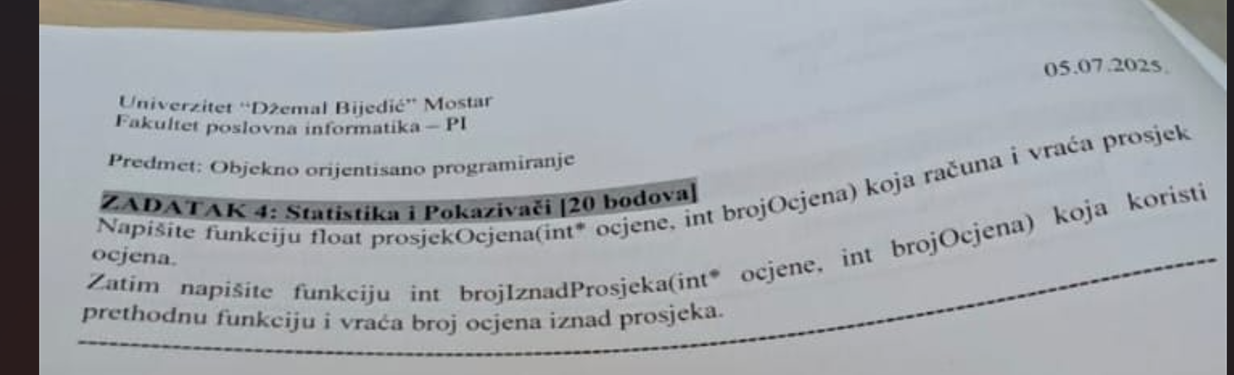 05.07.2025.
Univerzitet "Džemal Bijedić" Mostar
Fakultet poslovna informatika – PI
Predmet: Objekno orijentisano programiranje
ZADATAK 4: Statistika i Pokazivači [20 bodova]
Napišite funkciju float prosjekOcjena(int* ocjene, int brojOcjena) koja računa i vraća prosjek
ocjena.
Zatim napišite funkciju int brojIznadProsjeka(int* ocjene, int brojOcjena) koja koristi
prethodnu funkciju i vraća broj ocjena iznad prosjeka.